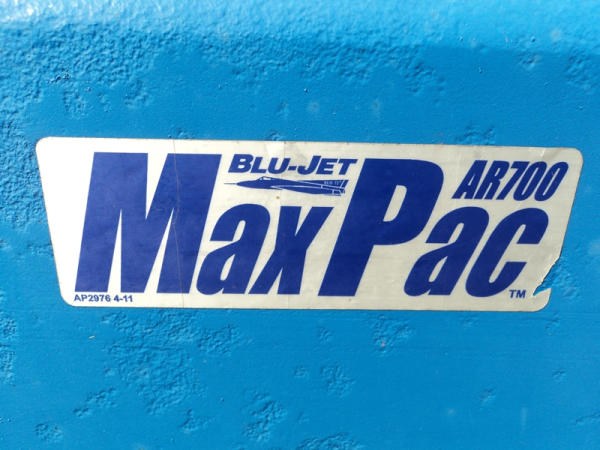 BLU-JET
AR700
MaxPac
TM
AP2976 4-11